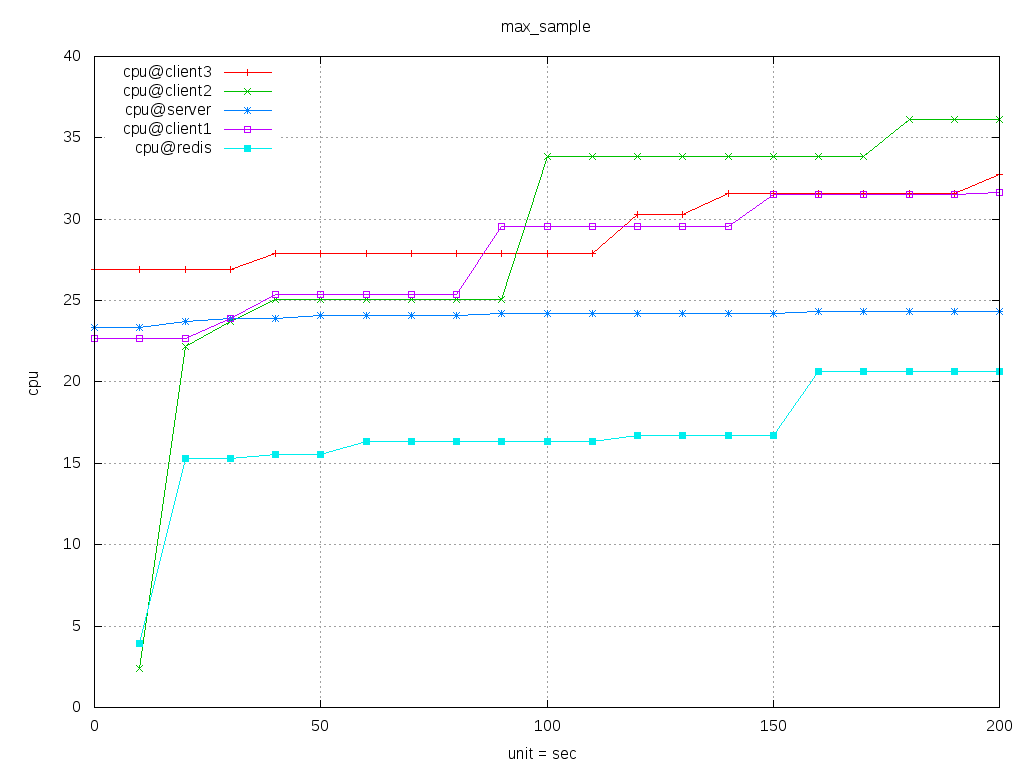 max_sample
40
35
30
25
20
15
10
5
0
cpu
cpu@client3
cpu@client2
cpu@server
cpu@client1
cpu@redis
0 50 100 150 200
unit = sec